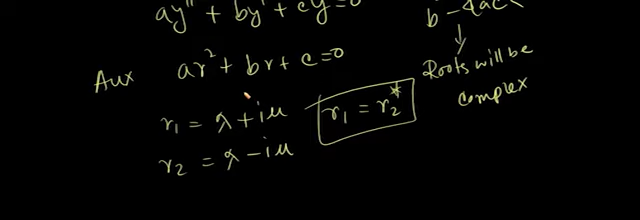 ay'' + by' + cy = 0
b² - 4ac <
Aux ar² + br + c = 0
Roots will be
complex
r₁ = λ + iμ
r₁ = r₂*
r₂ = λ - iμ